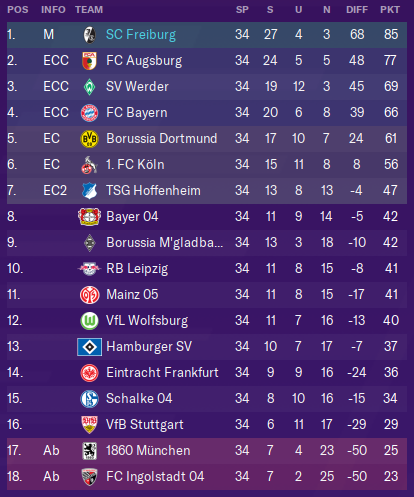 POS INFO TEAM SP S U N DIFF PKT
1. M SC Freiburg 34 27 4 3 68 85
2. ECC FC Augsburg 34 24 5 5 48 77
3. ECC SV Werder 34 19 12 3 45 69
4. ECC FC Bayern 34 20 6 8 39 66
5. EC Borussia Dortmund 34 17 10 7 24 61
6. EC 1. FC Köln 34 15 11 8 8 56
7. EC2 TSG Hoffenheim 34 13 8 13 -4 47
8. Bayer 04 34 11 9 14 -5 42
9. Borussia M'gladba... 34 13 3 18 -10 42
10. RB Leipzig 34 11 8 15 -8 41
11. Mainz 05 34 11 8 15 -17 41
12. VfL Wolfsburg 34 11 7 16 -13 40
13. Hamburger SV 34 10 7 17 -7 37
14. Eintracht Frankfurt 34 9 9 16 -24 36
15. Schalke 04 34 8 10 16 -15 34
16. VfB Stuttgart 34 6 11 17 -29 29
17. Ab 1860 München 34 7 4 23 -50 25
18. Ab FC Ingolstadt 04 34 7 2 25 -50 23